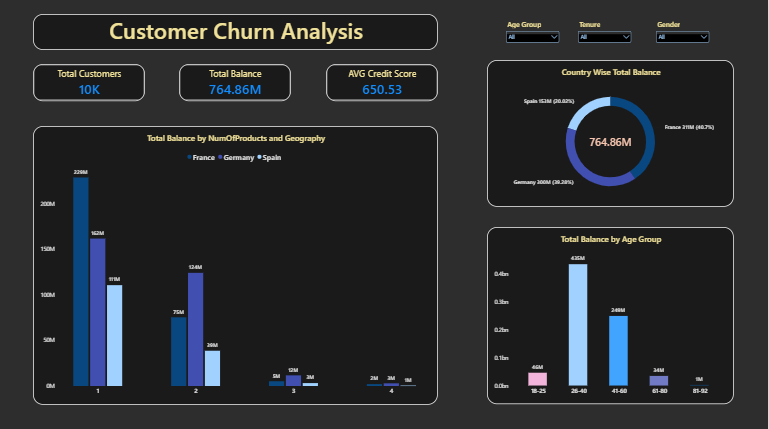 Customer Churn Analysis
Age Group
Tenure
Gender
All
All
All
Total Customers
10K
Total Balance
764.86M
AVG Credit Score
650.53
Country Wise Total Balance
Spain 153M (20.02%)
France 311M (40.7%)
764.86M
Germany 300M (39.28%)
Total Balance by NumOfProducts and Geography
France Germany Spain
229M
162M
111M
75M
124M
39M
5M
12M
3M
2M
3M
1M
200M
150M
100M
50M
0M
1
2
3
4
Total Balance by Age Group
435M
249M
46M
34M
1M
0.4bn
0.3bn
0.2bn
0.1bn
0.0bn
18-25
26-40
41-60
61-80
81-92